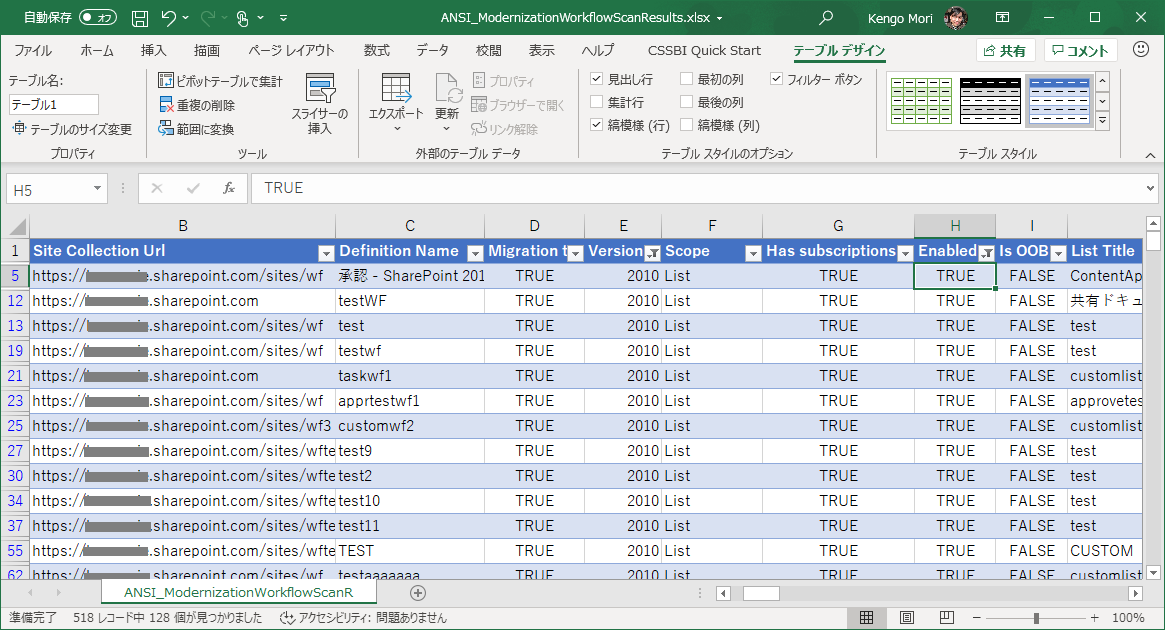 自動保存 オフ ANSI_ModernizationWorkflowScanResults.xlsx Kengo Mori
ファイル ホーム 挿入 描画 ページ レイアウト 数式 データ 校閲 表示 ヘルプ CSSBI Quick Start テーブル デザイン 共有 コメント
テーブル名:
テーブル1
テーブルのサイズ変更
プロパティ
ピボットテーブルで集計
重複の削除
範囲に変換
スライサーの
挿入
ツール
エクスポート
更新
プロパティ
ブラウザーで開く
リンク解除
外部のテーブル データ
見出し行 最初の列 フィルター ボタン
集計行 最後の列
縞模様 (行) 縞模様 (列)
テーブル スタイルのオプション
テーブル スタイル
H5 fx TRUE
B C D E F G H I
1 Site Collection Url Definition Name Migration t Version Scope Has subscriptions Enabled Is OOB List Title
5 https:// .sharepoint.com/sites/wf 承認 - SharePoint 201 TRUE 2010 List TRUE TRUE FALSE ContentAp
12 https:// .sharepoint.com testWF TRUE 2010 List TRUE TRUE FALSE 共有ドキュ
13 https:// .sharepoint.com/sites/wf test TRUE 2010 List TRUE TRUE FALSE test
19 https:// .sharepoint.com/sites/wf testwf TRUE 2010 List TRUE TRUE FALSE test
21 https:// .sharepoint.com taskwf1 TRUE 2010 List TRUE TRUE FALSE customlist
23 https:// .sharepoint.com/sites/wf apprtestwf1 TRUE 2010 List TRUE TRUE FALSE approvetes
25 https:// .sharepoint.com/sites/wf3 customwf2 TRUE 2010 List TRUE TRUE FALSE customlist
27 https:// .sharepoint.com/sites/wfte test9 TRUE 2010 List TRUE TRUE FALSE test
30 https:// .sharepoint.com/sites/wfte test2 TRUE 2010 List TRUE TRUE FALSE test
34 https:// .sharepoint.com/sites/wfte test10 TRUE 2010 List TRUE TRUE FALSE test
37 https:// .sharepoint.com/sites/wfte test11 TRUE 2010 List TRUE TRUE FALSE test
55 https:// .sharepoint.com/sites/wfte TEST TRUE 2010 List TRUE TRUE FALSE CUSTOM
62 https:// .sharepoint.com/sites/wf testaaaaaaa TRUE 2010 List TRUE TRUE FALSE customlist
ANSI_ModernizationWorkflowScanR
準備完了 518 レコード中 128 個が見つかりました アクセシビリティ: 問題ありません 100%